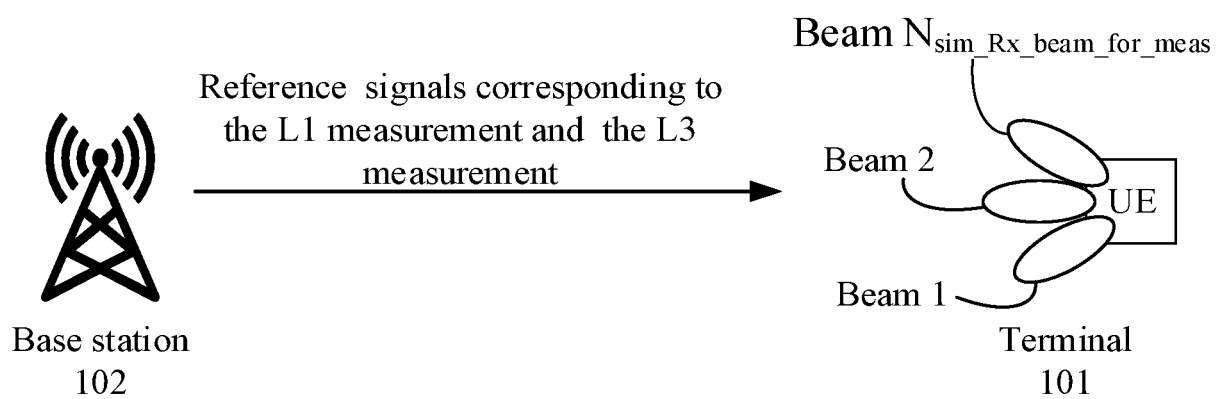 Beam N_sim_Rx_beam_for_meas
Reference signals corresponding to
the L1 measurement and the L3
measurement
Beam 2
UE
Beam 1
Base station
102
Terminal
101